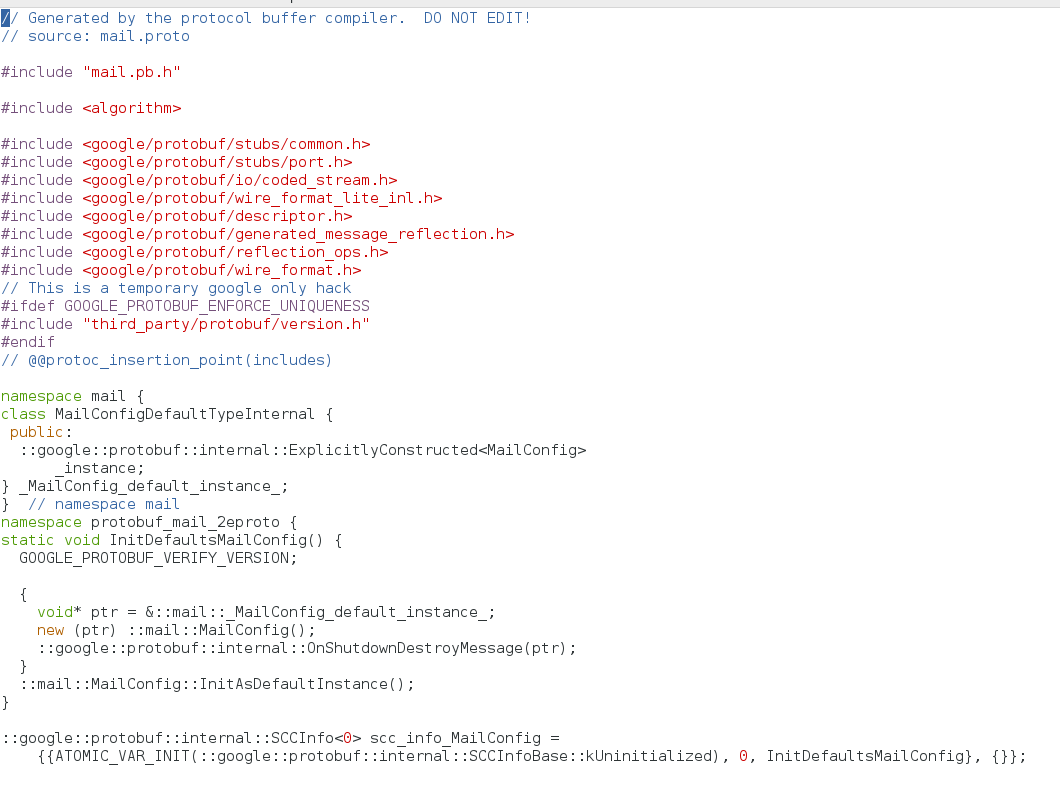 // Generated by the protocol buffer compiler.  DO NOT EDIT!
// source: mail.proto

#include "mail.pb.h"

#include <algorithm>

#include <google/protobuf/stubs/common.h>
#include <google/protobuf/stubs/port.h>
#include <google/protobuf/io/coded_stream.h>
#include <google/protobuf/wire_format_lite_inl.h>
#include <google/protobuf/descriptor.h>
#include <google/protobuf/generated_message_reflection.h>
#include <google/protobuf/reflection_ops.h>
#include <google/protobuf/wire_format.h>
// This is a temporary google only hack
#ifdef GOOGLE_PROTOBUF_ENFORCE_UNIQUENESS
#include "third_party/protobuf/version.h"
#endif
// @@protoc_insertion_point(includes)

namespace mail {
class MailConfigDefaultTypeInternal {
 public:
  ::google::protobuf::internal::ExplicitlyConstructed<MailConfig>
      _instance;
} _MailConfig_default_instance_;
}  // namespace mail
namespace protobuf_mail_2eproto {
static void InitDefaultsMailConfig() {
  GOOGLE_PROTOBUF_VERIFY_VERSION;

  {
    void* ptr = &::mail::_MailConfig_default_instance_;
    new (ptr) ::mail::MailConfig();
    ::google::protobuf::internal::OnShutdownDestroyMessage(ptr);
  }
  ::mail::MailConfig::InitAsDefaultInstance();
}

::google::protobuf::internal::SCCInfo<0> scc_info_MailConfig =
    {{ATOMIC_VAR_INIT(::google::protobuf::internal::SCCInfoBase::kUninitialized), 0, InitDefaultsMailConfig}, {}};